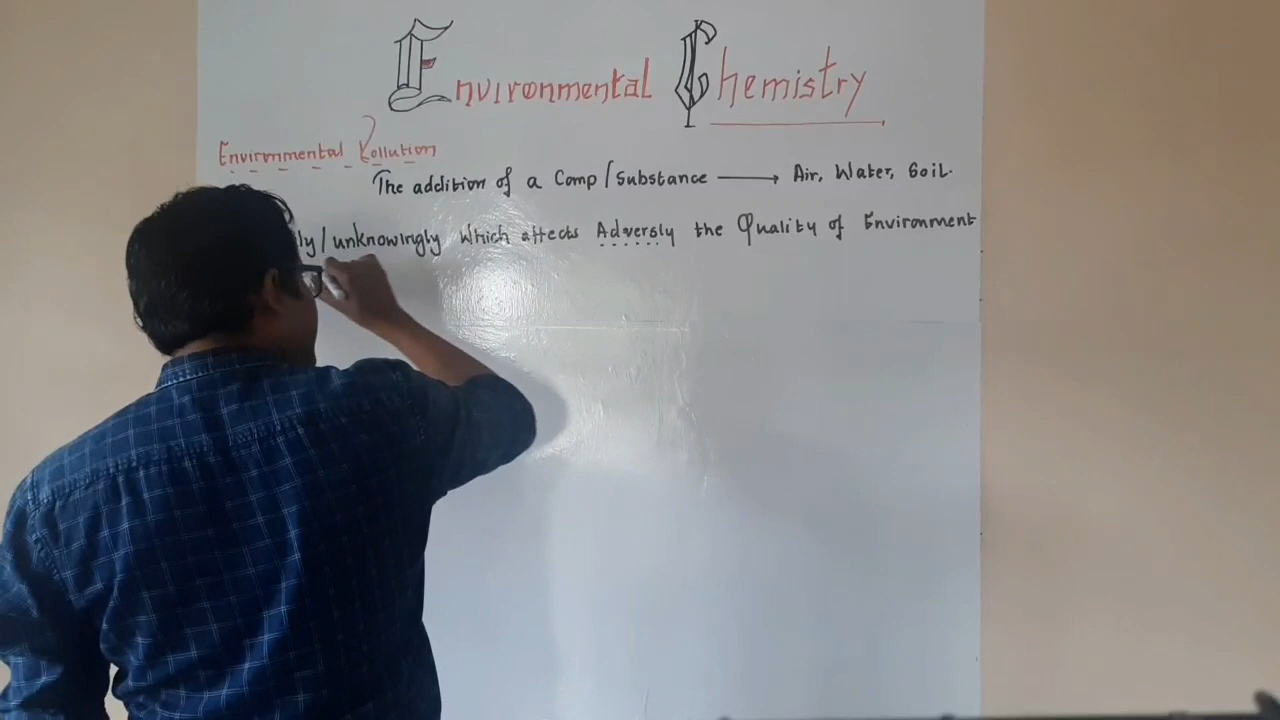 Environmental Chemistry
Environmental Pollution
The addition of a Comp/Substance → Air, Water, Soil.
/unknowingly which affects Adversly the Quality of Environment